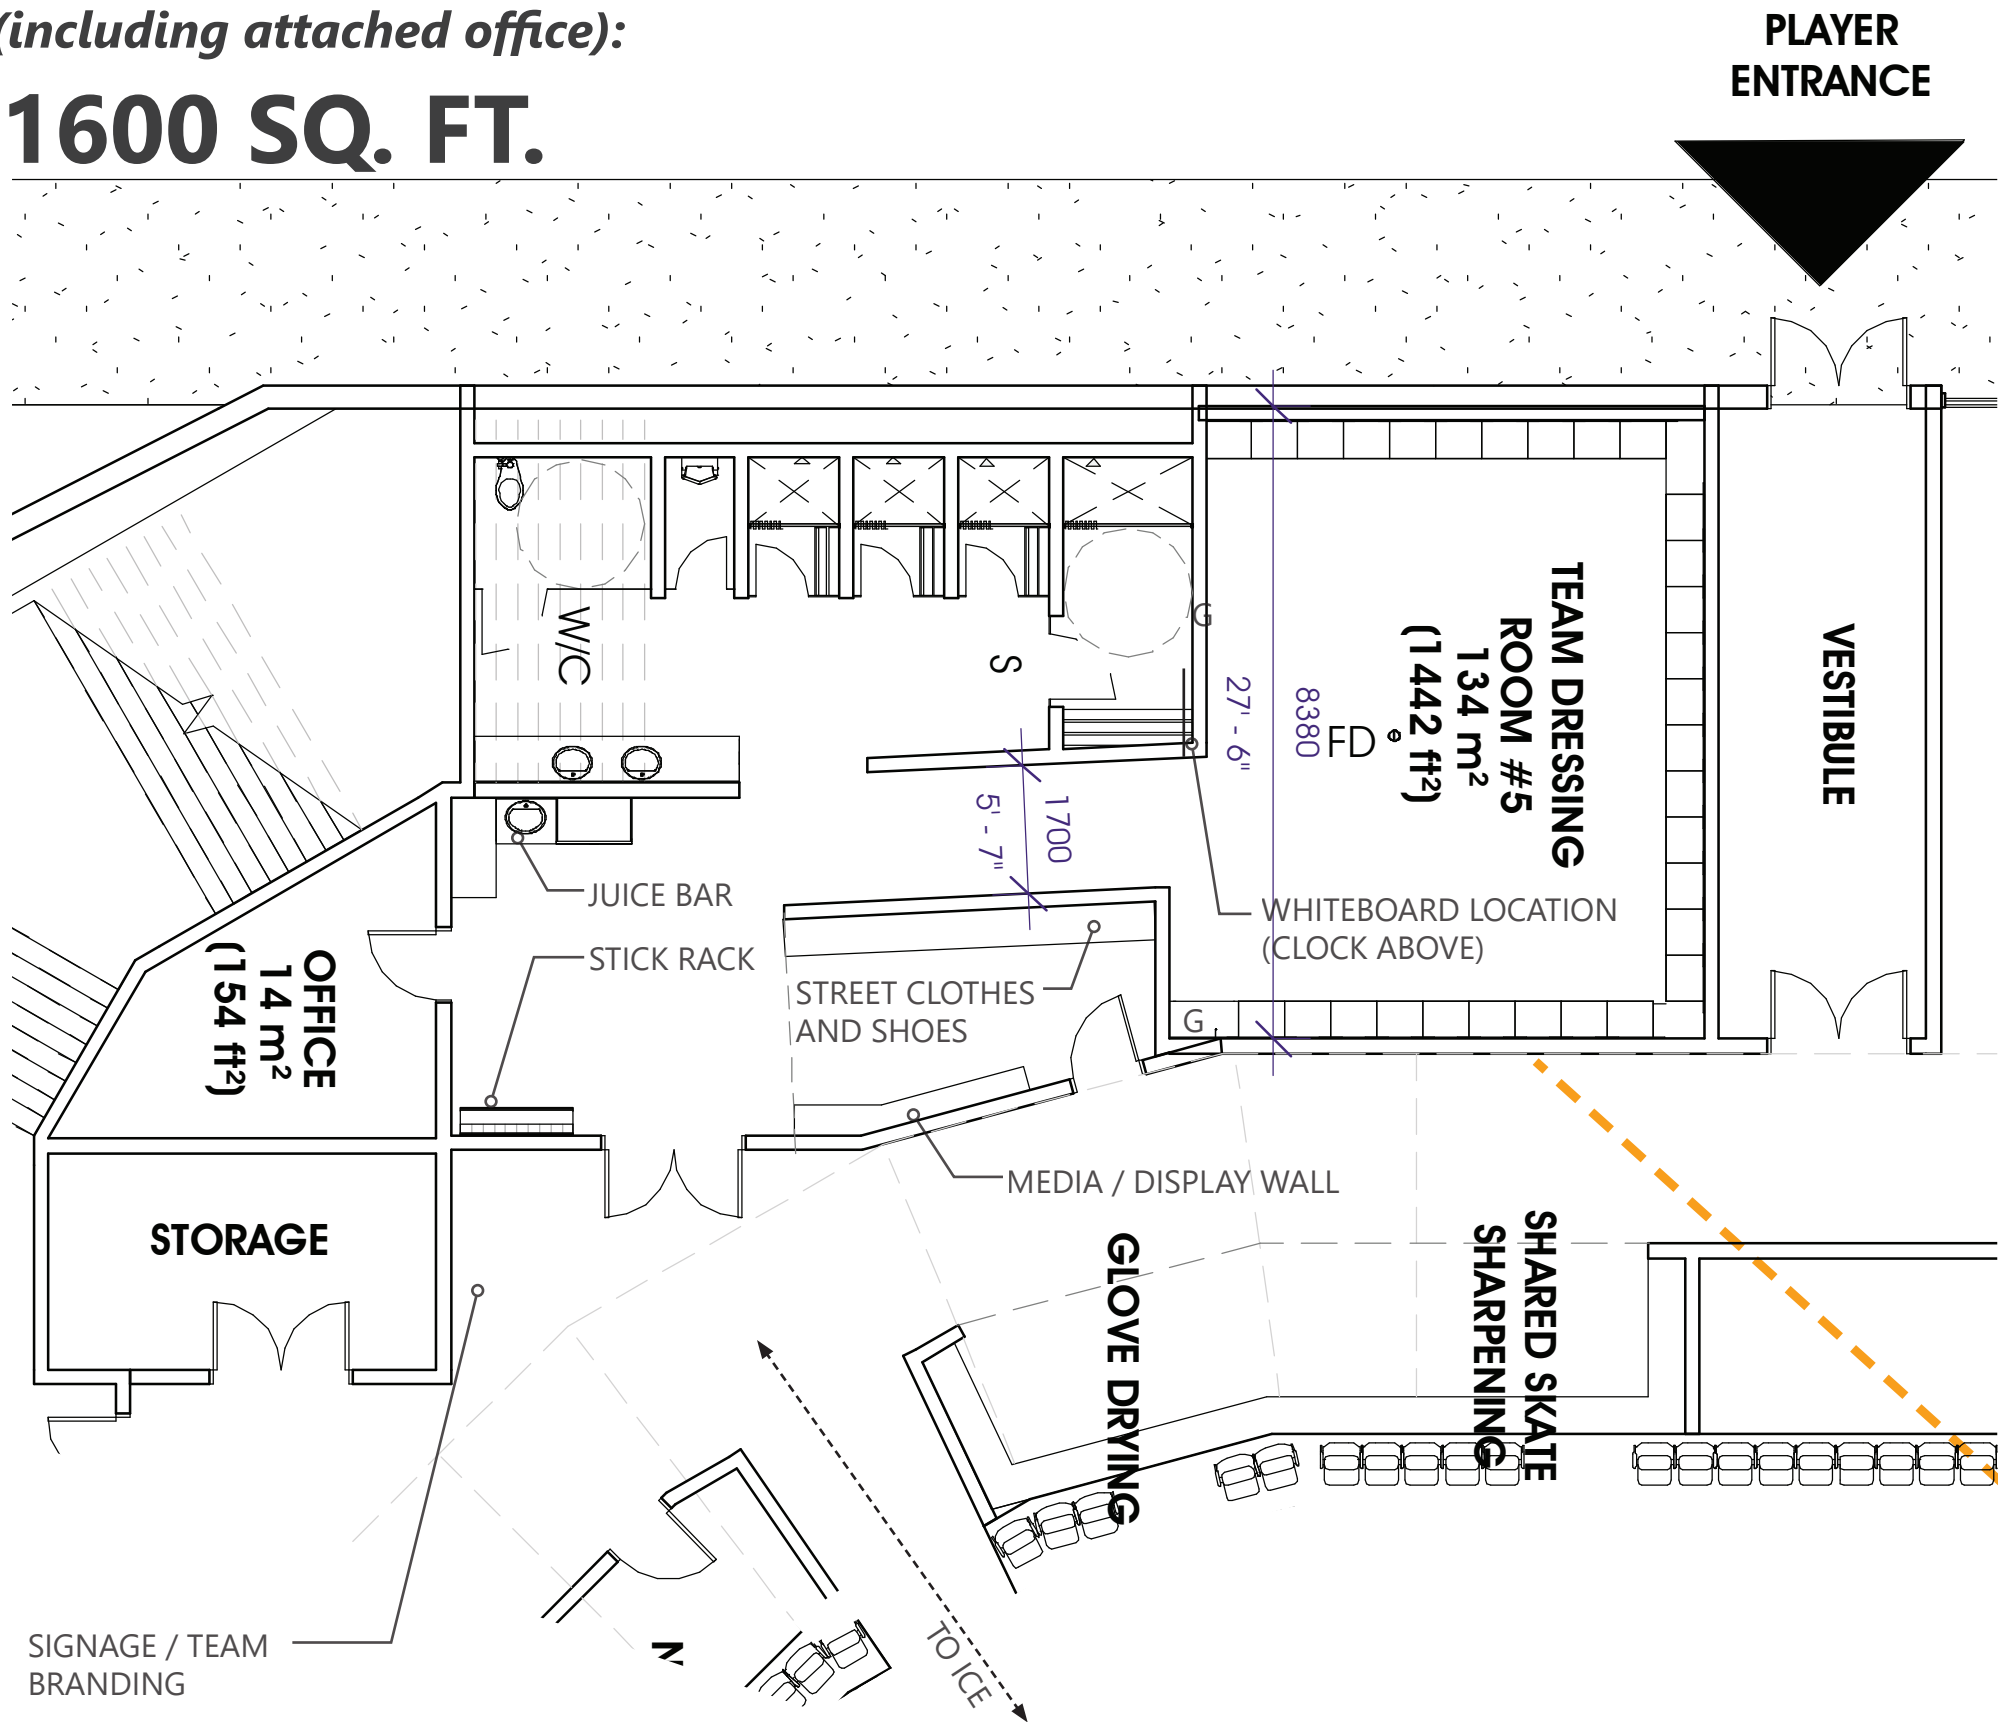 (including attached office):
1600 SQ. FT.
PLAYER
ENTRANCE
W/C
S
G
27' - 6"
8380
FD
TEAM DRESSING
ROOM #5
134 m²
(1442 ft²)
VESTIBULE
1700
5' - 7"
JUICE BAR
WHITEBOARD LOCATION
(CLOCK ABOVE)
STICK RACK
STREET CLOTHES
AND SHOES
G
OFFICE
14 m²
(154 ft²)
MEDIA / DISPLAY WALL
STORAGE
GLOVE DRYING
SHARED SKATE
SHARPENING
SIGNAGE / TEAM
BRANDING
TO ICE